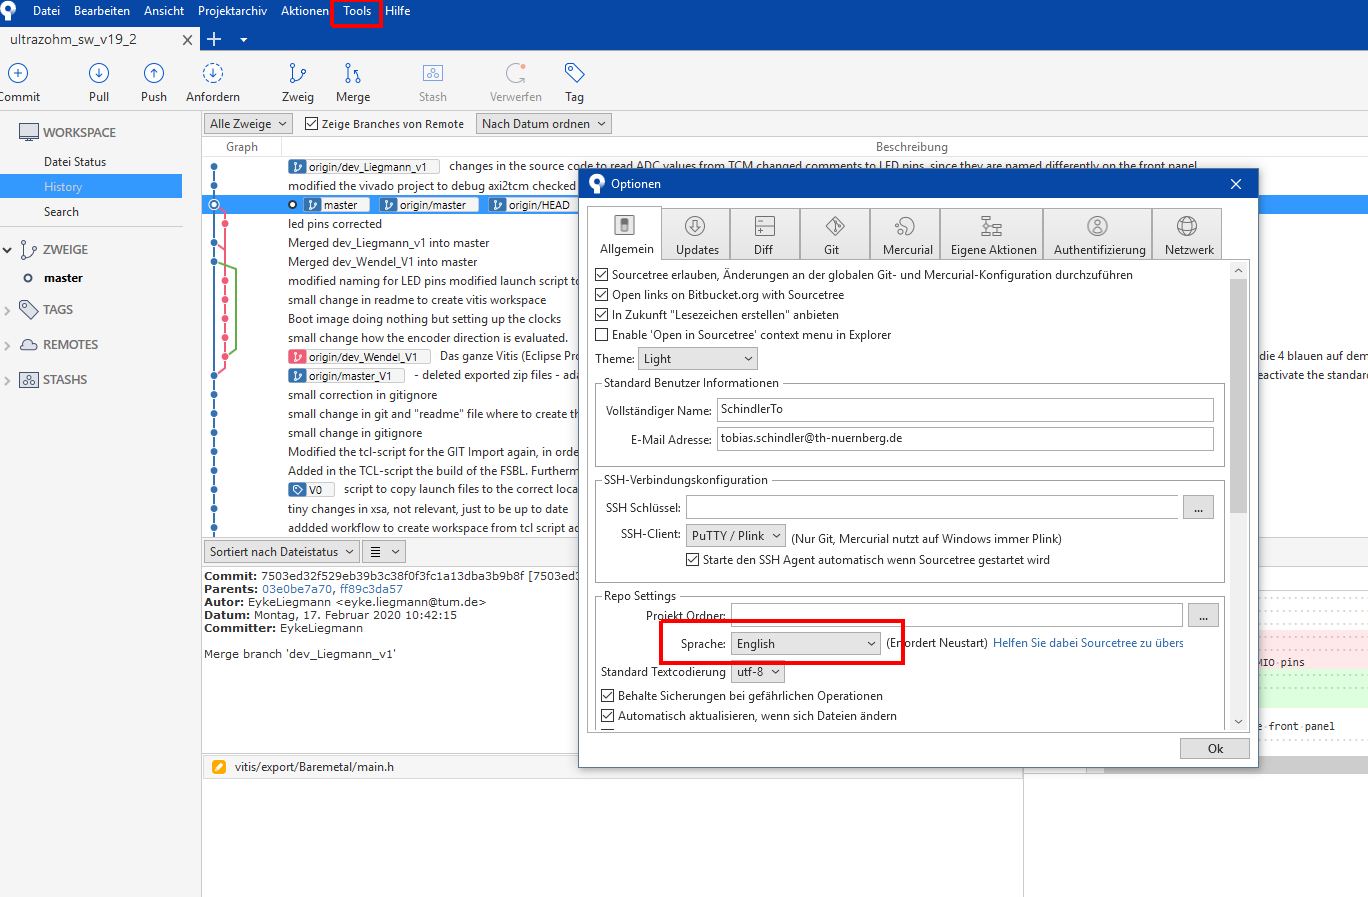 Datei Bearbeiten Ansicht Projektarchiv Aktionen Tools Hilfe
ultrazohm_sw_v19_2
Commit Pull Push Anfordern Zweig Merge Stash Verwerfen Tag
WORKSPACE
Datei Status
History
Search
ZWEIGE
master
TAGS
REMOTES
STASHS
Alle Zweige Zeige Branches von Remote Nach Datum ordnen
Graph Beschreibung
origin/dev_Liegmann_v1 changes in the source code to read ADC values from TCM changed comments to LED pins, since they are named differently on the front panel
modified the vivado project to debug axi2tcm checked
master origin/master origin/HEAD
led pins corrected
Merged dev_Liegmann_v1 into master
Merged dev_Wendel_V1 into master
modified naming for LED pins modified launch script to
small change in readme to create vitis workspace
Boot image doing nothing but setting up the clocks
small change how the encoder direction is evaluated.
origin/dev_Wendel_V1 Das ganze Vitis (Eclipse Pro
die 4 blauen auf dem
origin/master_V1 - deleted exported zip files - ada
eactivate the standar
small correction in gitignore
small change in git and "readme" file where to create th
small change in gitignore
Modified the tcl-script for the GIT Import again, in orde
Added in the TCL-script the build of the FSBL. Furtherm
V0 script to copy launch files to the correct loca
tiny changes in xsa, not relevant, just to be up to date
addded workflow to create workspace from tcl script ac
Sortiert nach Dateistatus
Commit: 7503ed32f529eb39b3c38f0f3fc1a13dba3b9b8f [7503ed3
Parents: 03e0be7a70, ff89c3da57
Autor: EykeLiegmann <eyke.liegmann@tum.de>
Datum: Montag, 17. Februar 2020 10:42:15
Committer: EykeLiegmann
Merge branch 'dev_Liegmann_v1'
vitis/export/Baremetal/main.h
MIO pins
e front panel
Optionen
Allgemein Updates Diff Git Mercurial Eigene Aktionen Authentifizierung Netzwerk
Sourcetree erlauben, Änderungen an der globalen Git- und Mercurial-Konfiguration durchzuführen
Open links on Bitbucket.org with Sourcetree
In Zukunft "Lesezeichen erstellen" anbieten
Enable 'Open in Sourcetree' context menu in Explorer
Theme: Light
Standard Benutzer Informationen
Vollständiger Name: SchindlerTo
E-Mail Adresse: tobias.schindler@th-nuernberg.de
SSH-Verbindungskonfiguration
SSH Schlüssel: ...
SSH-Client: PuTTY / Plink (Nur Git, Mercurial nutzt auf Windows immer Plink)
Starte den SSH Agent automatisch wenn Sourcetree gestartet wird
Repo Settings
Projekt Ordner: ...
Sprache: English (Erfordert Neustart) Helfen Sie dabei Sourcetree zu übers
Standard Textcodierung utf-8
Behalte Sicherungen bei gefährlichen Operationen
Automatisch aktualisieren, wenn sich Dateien ändern
Ok